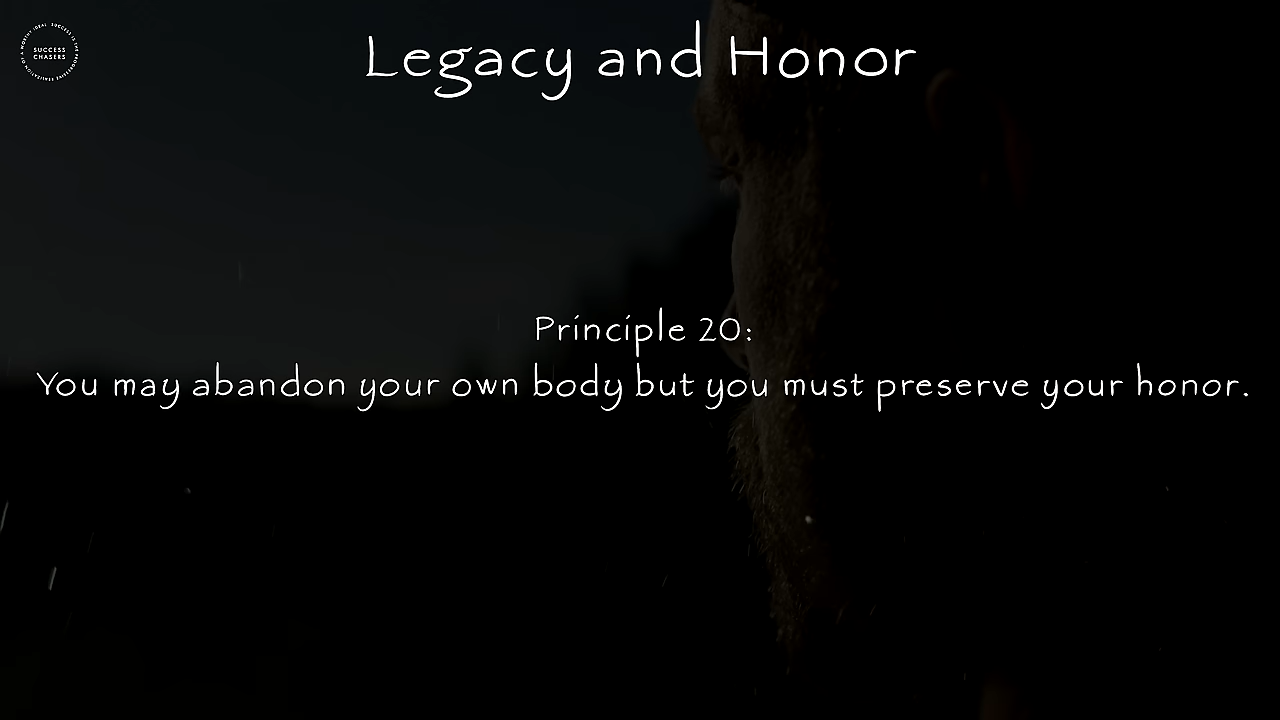 Legacy and Honor
SUCCESS
CHASERS
Principle 20:
You may abandon your own body but you must preserve your honor.